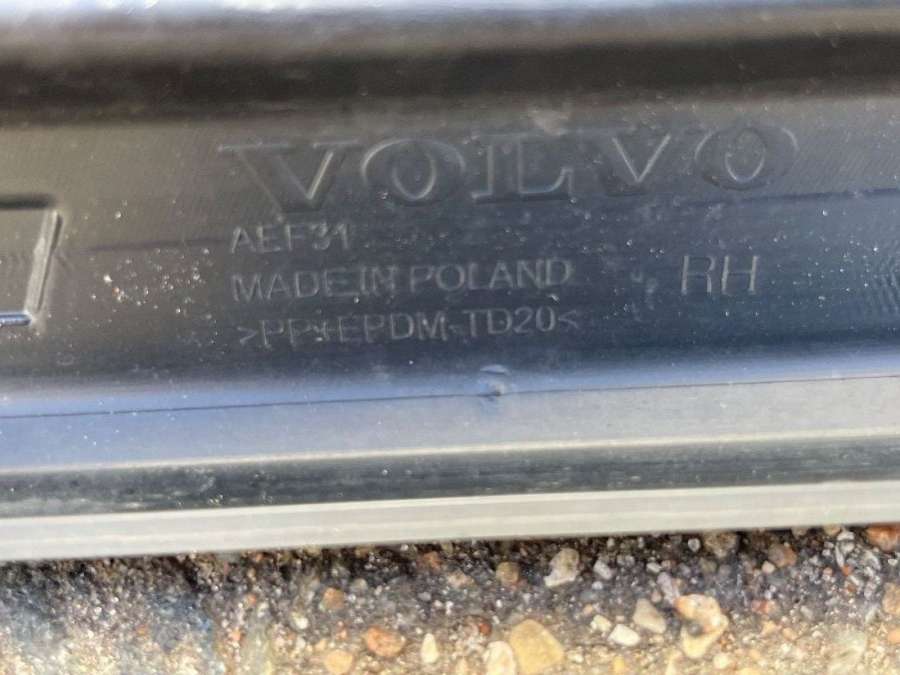 VOLVO
AEF31
MADE IN POLAND
RH
>PP+EPDM-TD20<